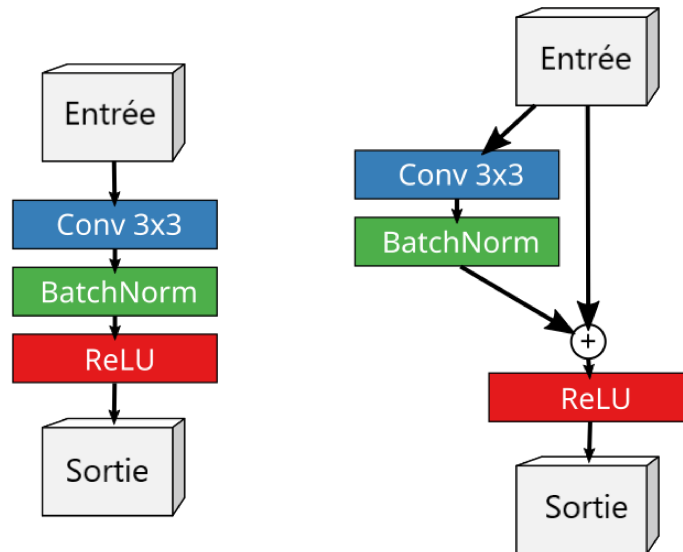 Entrée
Conv 3x3
BatchNorm
ReLU
Sortie
Entrée
Conv 3x3
BatchNorm
+
ReLU
Sortie